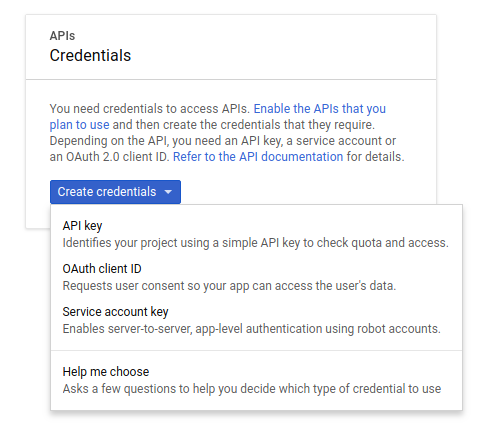 APIs
Credentials
You need credentials to access APIs. Enable the APIs that you
plan to use and then create the credentials that they require.
Depending on the API, you need an API key, a service account or
an OAuth 2.0 client ID. Refer to the API documentation for details.
Create credentials
API key
Identifies your project using a simple API key to check quota and access.
OAuth client ID
Requests user consent so your app can access the user's data.
Service account key
Enables server-to-server, app-level authentication using robot accounts.
Help me choose
Asks a few questions to help you decide which type of credential to use